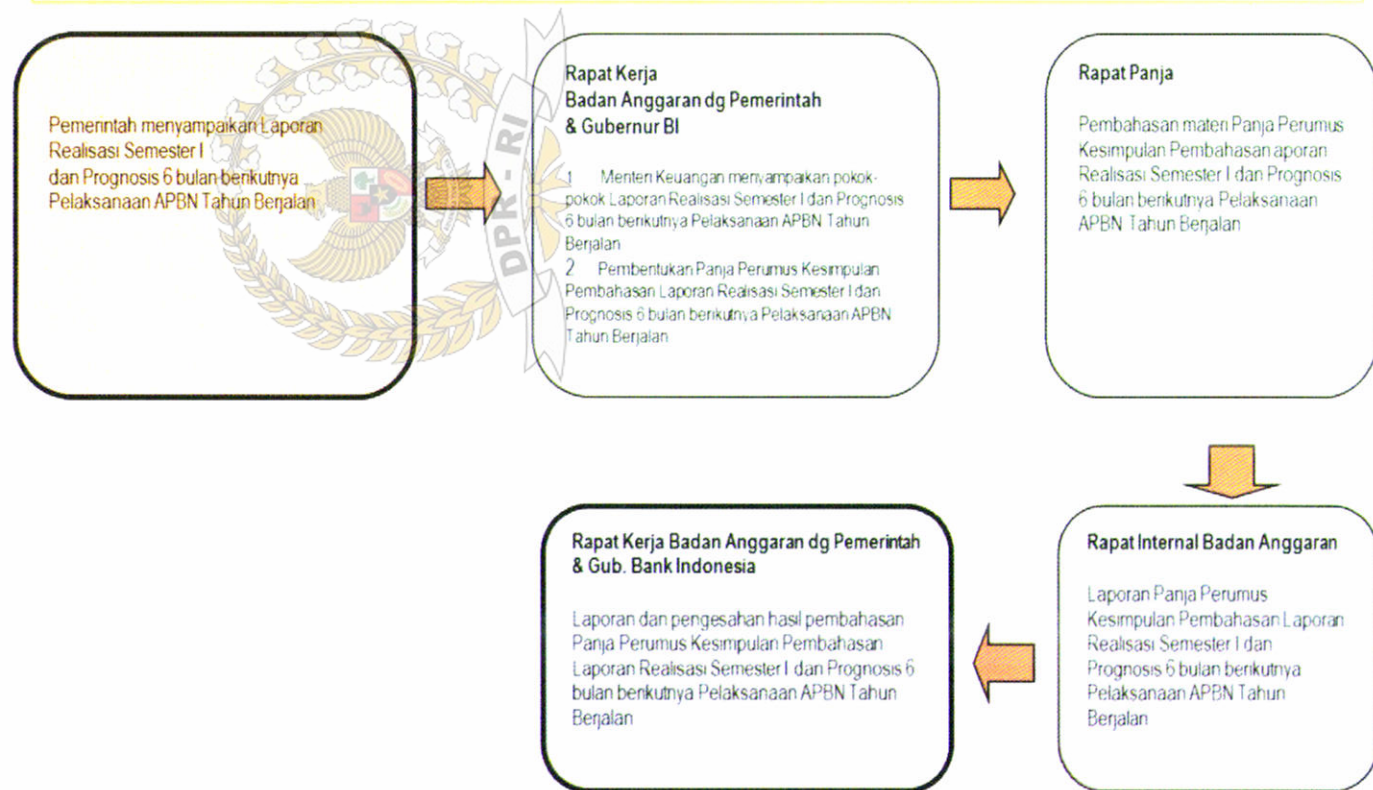 Pemerintah menyampaikan Laporan
Realisasi Semester I
dan Prognosis 6 bulan berikutnya
Pelaksanaan APBN Tahun Berjalan
DPR - RI
Rapat Kerja
Badan Anggaran dg Pemerintah
& Gubernur BI
1 Menteri Keuangan menyampaikan pokok-
pokok Laporan Realisasi Semester I dan Prognosis
6 bulan berikutnya Pelaksanaan APBN Tahun
Berjalan
2 Pembentukan Panja Perumus Kesimpulan
Pembahasan Laporan Realisasi Semester I dan
Prognosis 6 bulan berikutnya Pelaksanaan APBN
Tahun Berjalan
Rapat Panja
Pembahasan materi Panja Perumus
Kesimpulan Pembahasan aporan
Realisasi Semester I dan Prognosis
6 bulan berikutnya Pelaksanaan
APBN Tahun Berjalan
Rapat Internal Badan Anggaran
Laporan Panja Perumus
Kesimpulan Pembahasan Laporan
Realisasi Semester I dan
Prognosis 6 bulan berikutnya
Pelaksanaan APBN Tahun
Berjalan
Rapat Kerja Badan Anggaran dg Pemerintah
& Gub. Bank Indonesia
Laporan dan pengesahan hasil pembahasan
Panja Perumus Kesimpulan Pembahasan
Laporan Realisasi Semester I dan Prognosis 6
bulan berikutnya Pelaksanaan APBN Tahun
Berjalan